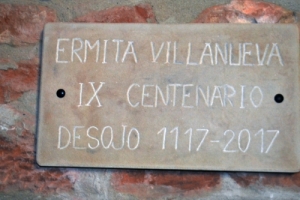 ERMITA VILLANUEVA
IX CENTENARIO
DESOJO 1117-2017